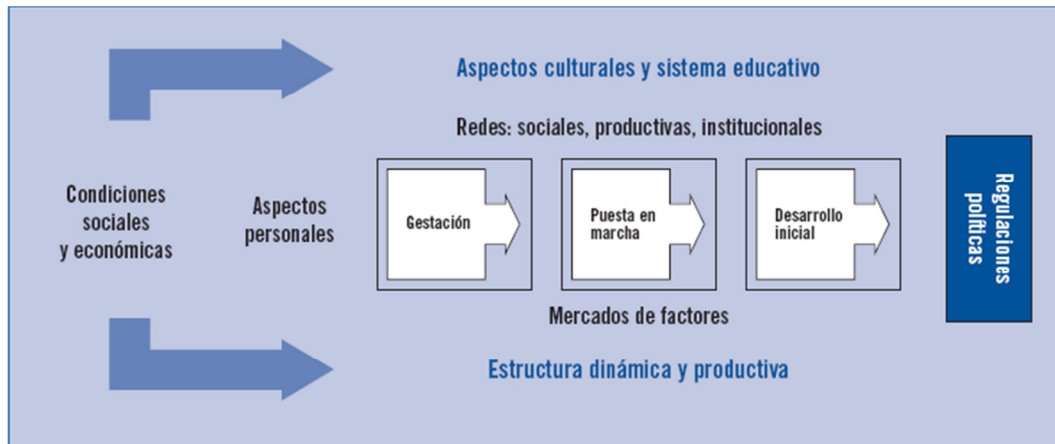 Aspectos culturales y sistema educativo
Redes: sociales, productivas, institucionales
Condiciones
sociales
y económicas
Aspectos
personales
Gestación
Puesta en
marcha
Desarrollo
inicial
Regulaciones
políticas
Mercados de factores
Estructura dinámica y productiva